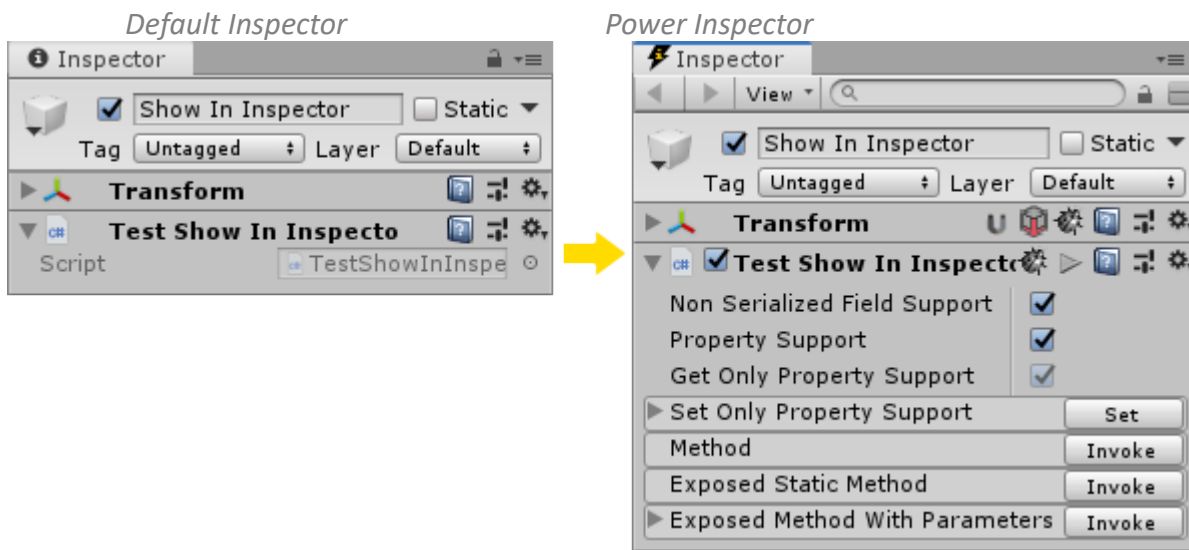 Default Inspector
Inspector
Show In Inspector Static
Tag Untagged Layer Default
Transform
C# Test Show In Inspecto
Script TestShowInInspe
Power Inspector
Inspector
View
Show In Inspector Static
Tag Untagged Layer Default
Transform
C# Test Show In Inspecto
Non Serialized Field Support
Property Support
Get Only Property Support
Set Only Property Support Set
Method Invoke
Exposed Static Method Invoke
Exposed Method With Parameters Invoke